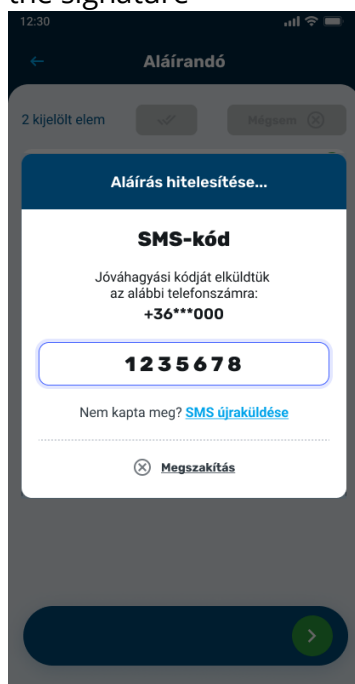 the signature
12:30
Aláírandó
2 kijelölt elem
Mégsem
Aláírás hitelesítése...
SMS-kód
Jóváhagyási kódját elküldtük
az alábbi telefonszámra:
+36***000
1235678
Nem kapta meg? SMS újraküldése
Megszakítás